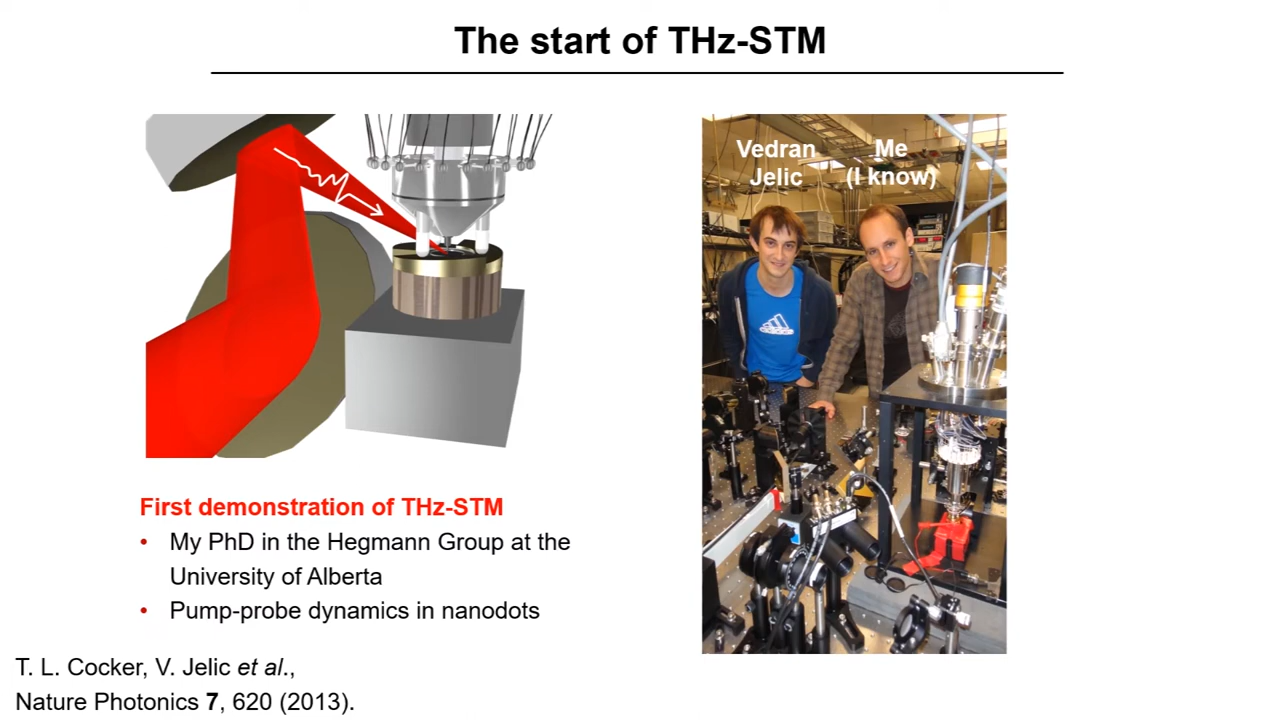 The start of THz-STM
Vedran
Jelic
Me
(I know)
adidas
First demonstration of THz-STM
• My PhD in the Hegmann Group at the
University of Alberta
• Pump-probe dynamics in nanodots
T. L. Cocker, V. Jelic et al.,
Nature Photonics 7, 620 (2013).